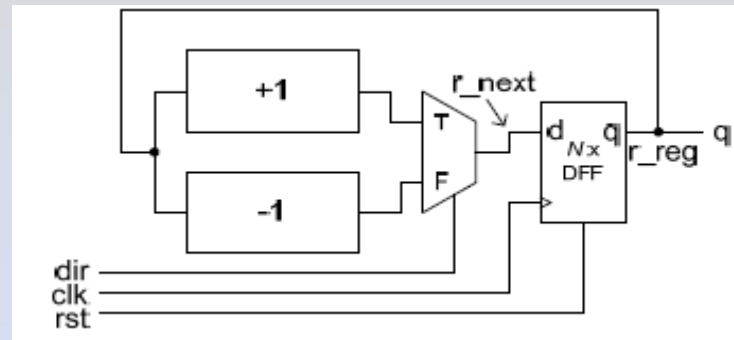 +1
r_next
T
d q q
Nx
r_reg
DFF
F
-1
dir
clk
rst